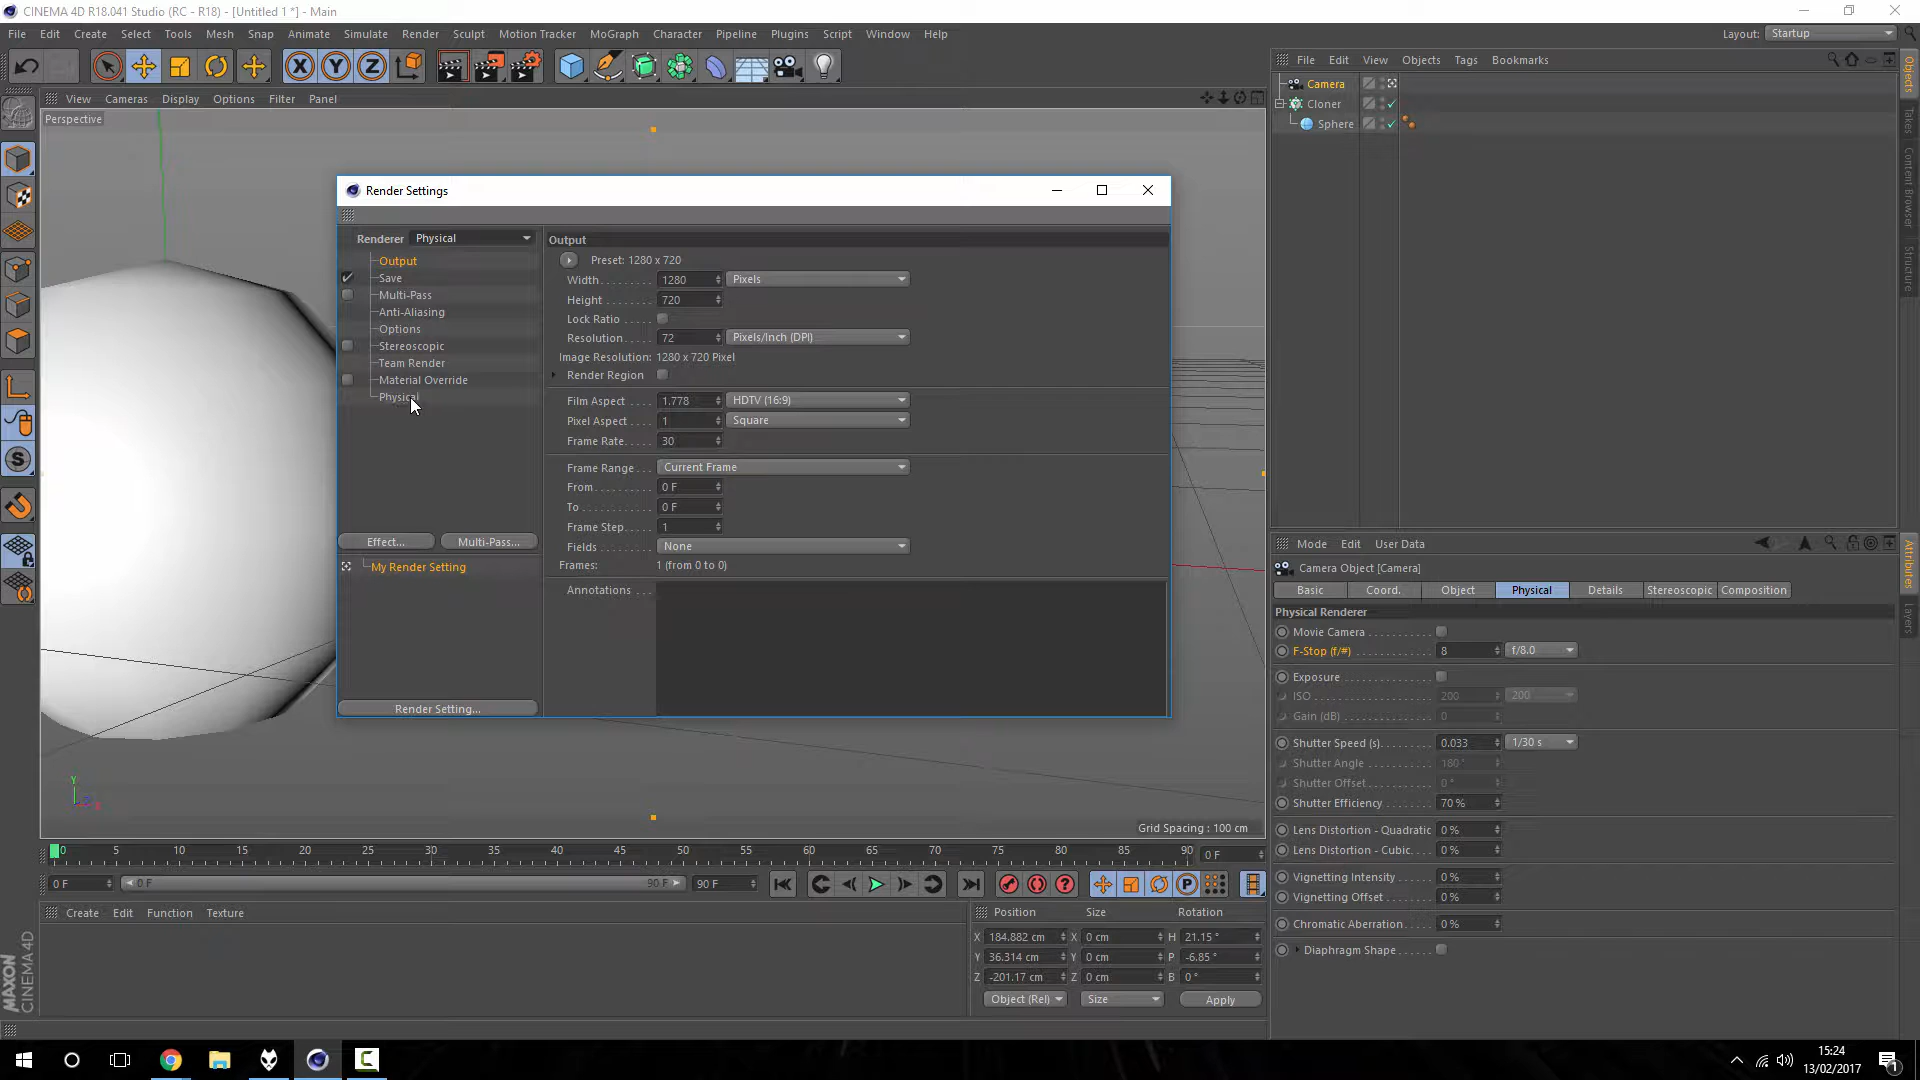 CINEMA 4D R18.041 Studio (RC - R18) - [Untitled 1 *] - Main
File Edit Create Select Tools Mesh Snap Animate Simulate Render Sculpt Motion Tracker MoGraph Character Pipeline Plugins Script Window Help
Layout: Startup
View Cameras Display Options Filter Panel
Perspective
File Edit View Objects Tags Bookmarks
Camera
Cloner
Sphere
Objects
Takes
Content Browser
Structure
Render Settings
Renderer Physical
Output
Save
Multi-Pass
Anti-Aliasing
Options
Stereoscopic
Team Render
Material Override
Physical
Effect... Multi-Pass...
My Render Setting
Render Setting...
Output
Preset: 1280 x 720
Width 1280 Pixels
Height 720
Lock Ratio
Resolution 72 Pixels/Inch (DPI)
Image Resolution: 1280 x 720 Pixel
Render Region
Film Aspect 1.778 HDTV (16:9)
Pixel Aspect 1 Square
Frame Rate 30
Frame Range Current Frame
From 0 F
To 0 F
Frame Step 1
Fields None
Frames: 1 (from 0 to 0)
Annotations
Y
Grid Spacing : 100 cm
Mode Edit User Data
Camera Object [Camera]
Basic Coord. Object Physical Details Stereoscopic Composition
Physical Renderer
Movie Camera
F-Stop (f/#) 8 f/8.0
Exposure
ISO 200 200
Gain (dB) 0
Shutter Speed (s) 0.033 1/30 s
Shutter Angle 180 °
Shutter Offset 0 °
Shutter Efficiency 70 %
Lens Distortion - Quadratic 0 %
Lens Distortion - Cubic 0 %
Vignetting Intensity 0 %
Vignetting Offset 0 %
Chromatic Aberration 0 %
Diaphragm Shape
Attributes
Layers
0 5 10 15 20 25 30 35 40 45 50 55 60 65 70 75 80 85 90 0 F
0 F 0 F 90 F 90 F
Create Edit Function Texture
Position Size Rotation
X 184.882 cm X 0 cm H 21.15 °
Y 36.314 cm Y 0 cm P -6.85 °
Z -201.17 cm Z 0 cm B 0 °
Object (Rel) Size Apply
MAXON
CINEMA 4D
15:24
13/02/2017
1